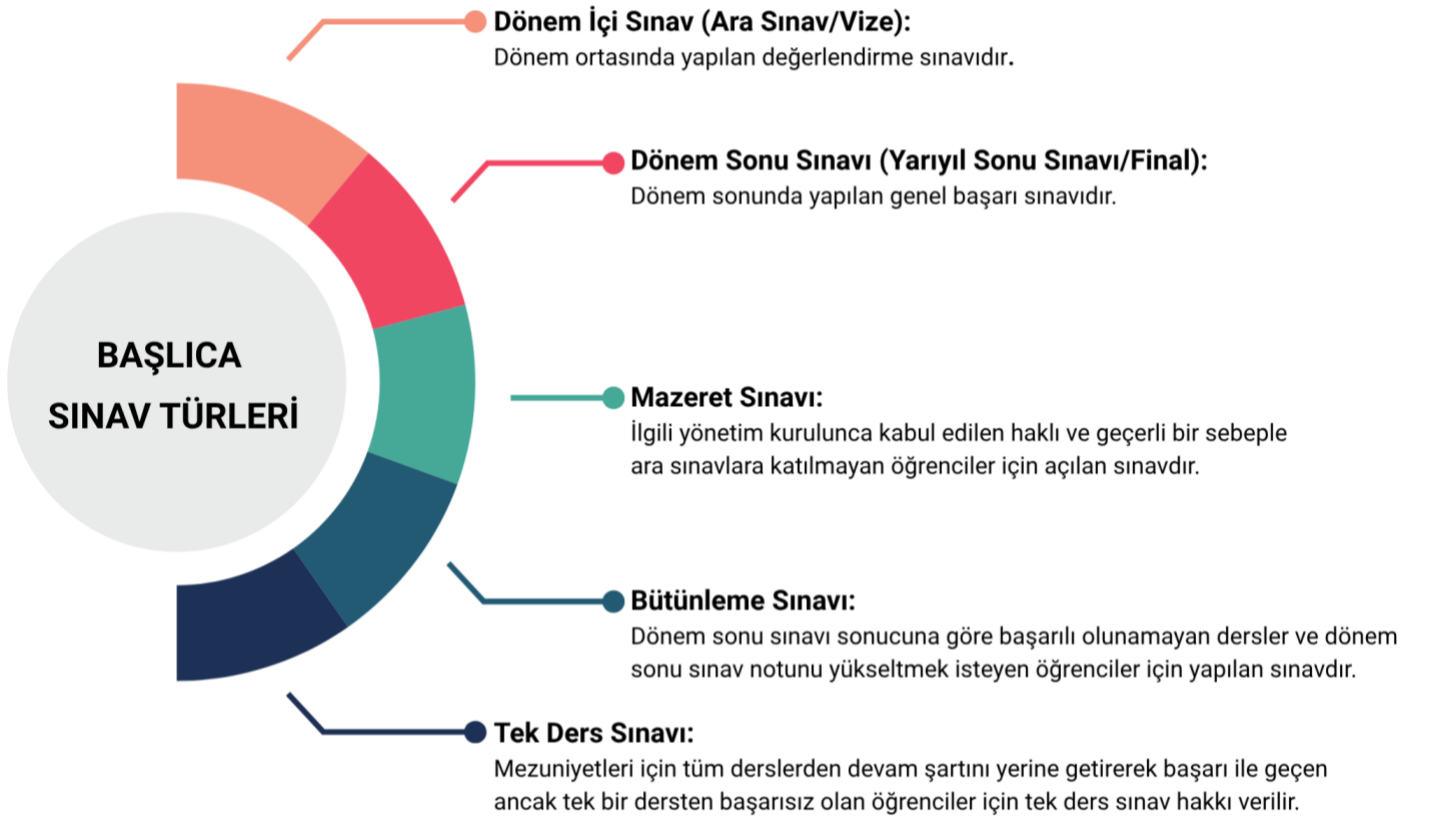 Dönem İçi Sınav (Ara Sınav/Vize):
Dönem ortasında yapılan değerlendirme sınavıdır.
Dönem Sonu Sınavı (Yarıyıl Sonu Sınavı/Final):
Dönem sonunda yapılan genel başarı sınavıdır.
BAŞLICA
SINAV TÜRLERİ
Mazeret Sınavı:
İlgili yönetim kurulunca kabul edilen haklı ve geçerli bir sebeple
ara sınavlara katılmayan öğrenciler için açılan sınavdır.
Bütünleme Sınavı:
Dönem sonu sınavı sonucuna göre başarılı olunamayan dersler ve dönem
sonu sınav notunu yükseltmek isteyen öğrenciler için yapılan sınavdır.
Tek Ders Sınavı:
Mezuniyetleri için tüm derslerden devam şartını yerine getirerek başarı ile geçen
ancak tek bir dersten başarısız olan öğrenciler için tek ders sınav hakkı verilir.